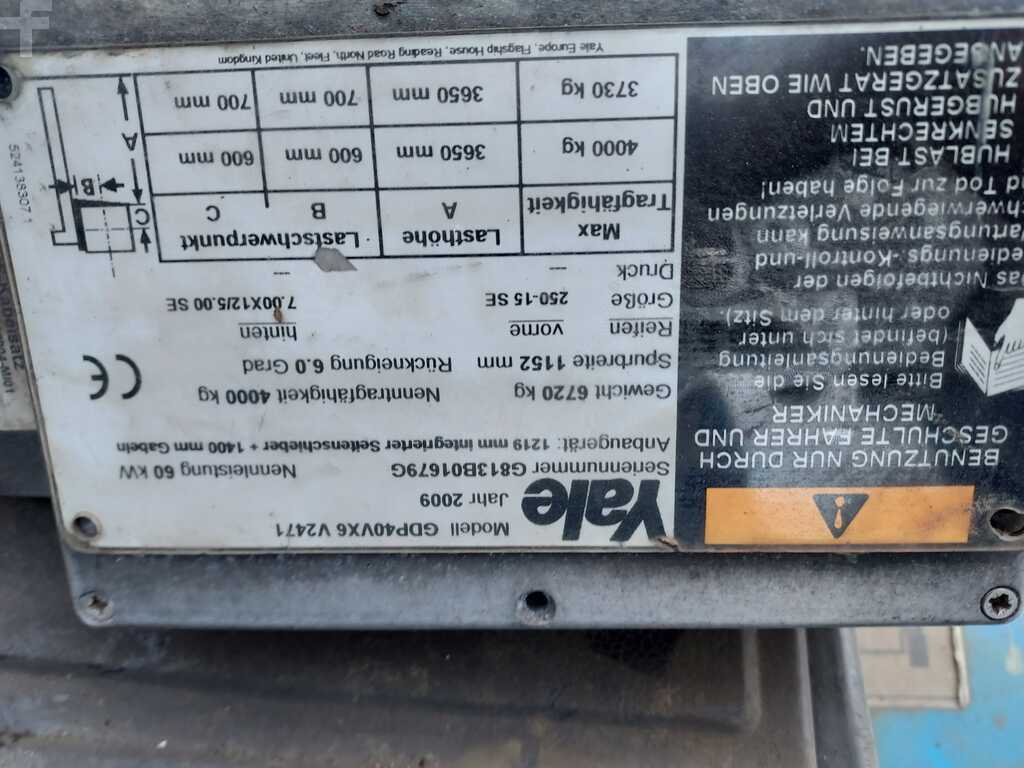 BENUTZUNG NUR DURCH
GESCHULTE FAHRER UND
MECHANIKER
Bitte lesen Sie die
Bedienungsanleitung
(befindet sich unter
oder hinter dem Sitz).
Das Nichtbefolgen der
Bedienungs-, Kontroll-und
Wartungsanweisung kann
schwerwiegende Verletzungen
und Tod zur Folge haben!
HUBLAST BEI
SENKRECHTEM
HUBGERÜST UND
ZUSATZGERÄT WIE OBEN
ANGEGEBEN.
Yale
Modell GDP40VX6 V2471
Jahr 2009
Seriennummer G813B01679G
Nennleistung 60 kW
Anbaugerät: 1219 mm integrierter Seitenschieber + 1400 mm Gabeln
Gewicht 6720 kg Nenntragfähigkeit 4000 kg
Spurbreite 1152 mm Rückneigung 6.0 Grad
CE
Reifen vorne hinten
Größe 250-15 SE 7.00X12/5.00 SE
Druck --- ---
Max Tragfähigkeit Lasthöhe A Lastschwerpunkt B C
4000 kg 3650 mm 600 mm 600 mm
3730 kg 3650 mm 700 mm 700 mm
A
B
C
Yale Europe, Flagship House, Reading Road North, Fleet, United Kingdom
524138307 1